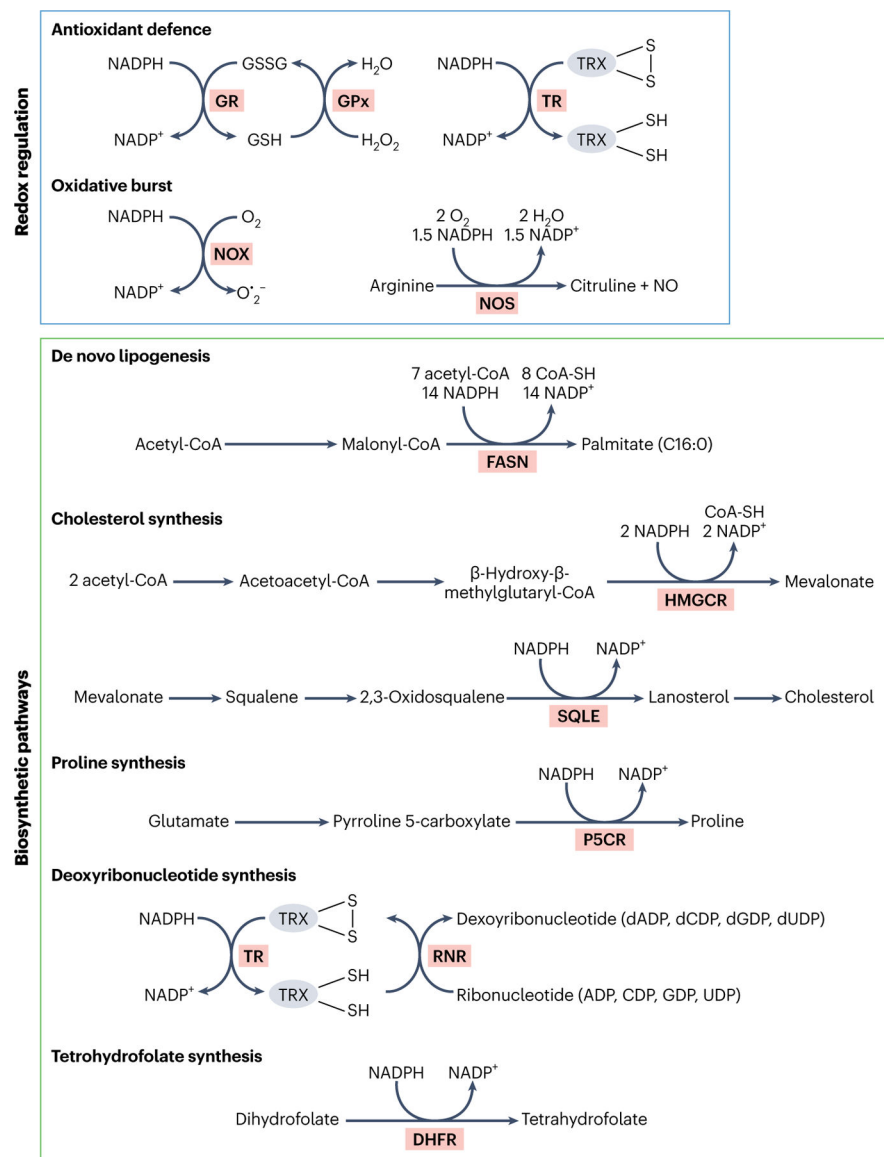 Redox regulation
Antioxidant defence
NADPH
GSSG
H₂O
GR
GPx
NADP⁺
GSH
H₂O₂
NADPH
TRX
S
S
TR
NADP⁺
TRX
SH
SH
Oxidative burst
NADPH
O₂
NOX
NADP⁺
O•₂⁻
2 O₂
1.5 NADPH
2 H₂O
1.5 NADP⁺
Arginine
Citruline + NO
NOS
Biosynthetic pathways
De novo lipogenesis
7 acetyl-CoA
14 NADPH
8 CoA-SH
14 NADP⁺
Acetyl-CoA
Malonyl-CoA
Palmitate (C16:0)
FASN
Cholesterol synthesis
2 NADPH
CoA-SH
2 NADP⁺
2 acetyl-CoA
Acetoacetyl-CoA
β-Hydroxy-β-
methylglutaryl-CoA
Mevalonate
HMGCR
NADPH
NADP⁺
Mevalonate
Squalene
2,3-Oxidosqualene
Lanosterol
Cholesterol
SQLE
Proline synthesis
NADPH
NADP⁺
Glutamate
Pyrroline 5-carboxylate
Proline
P5CR
Deoxyribonucleotide synthesis
NADPH
TRX
S
S
Dexoyribonucleotide (dADP, dCDP, dGDP, dUDP)
TR
RNR
NADP⁺
TRX
SH
SH
Ribonucleotide (ADP, CDP, GDP, UDP)
Tetrohydrofolate synthesis
NADPH
NADP⁺
Dihydrofolate
Tetrahydrofolate
DHFR